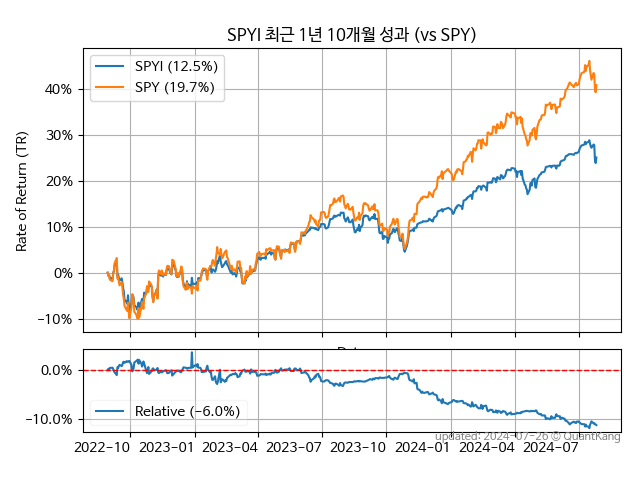 SPYI 최근 1년 10개월 성과 (vs SPY)
SPYI (12.5%)
SPY (19.7%)
Rate of Return (TR)
40%
30%
20%
10%
0%
−10%
0.0%
−10.0%
Relative (−6.0%)
2022−10 2023−01 2023−04 2023−07 2023−10 2024−01 2024−04 2024−07
updated: 2024−07−26 © QuantKang